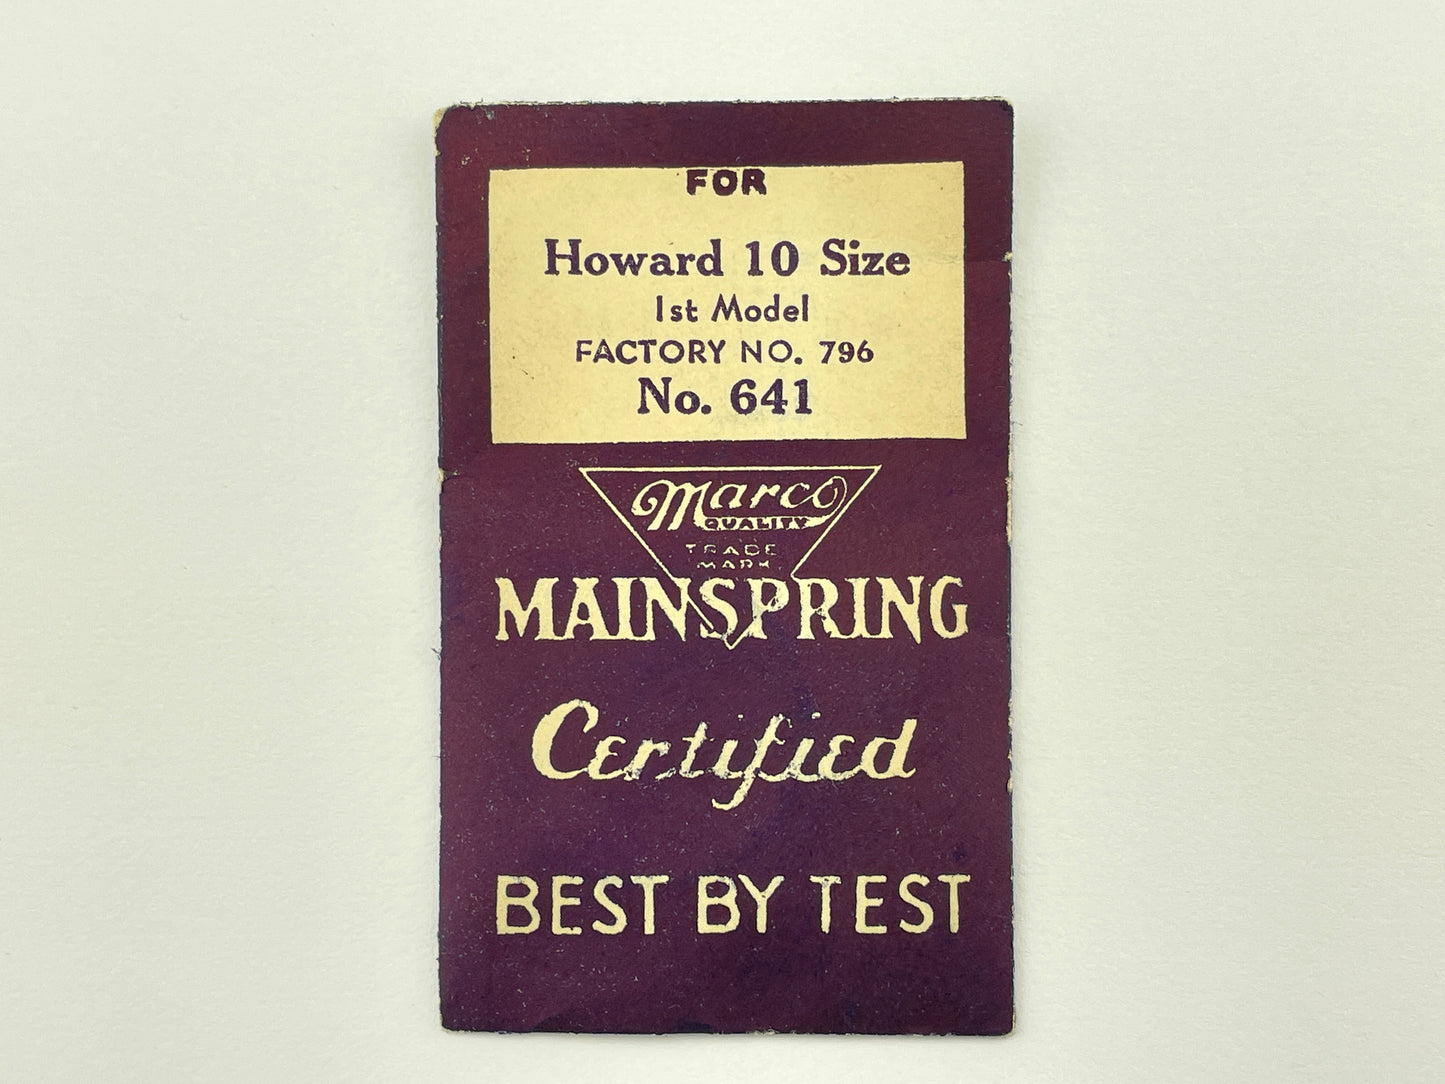 FOR
Howard 10 Size
1st Model
FACTORY NO. 796
No. 641
Marco
QUALITY
TRADE
MARK
MAINSPRING
Certified
BEST BY TEST